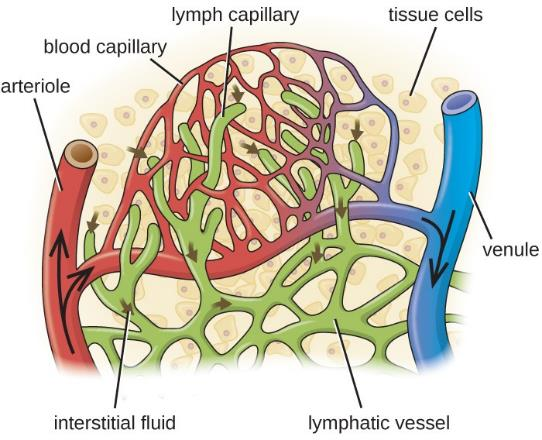 lymph capillary
tissue cells
blood capillary
arteriole
venule
interstitial fluid
lymphatic vessel